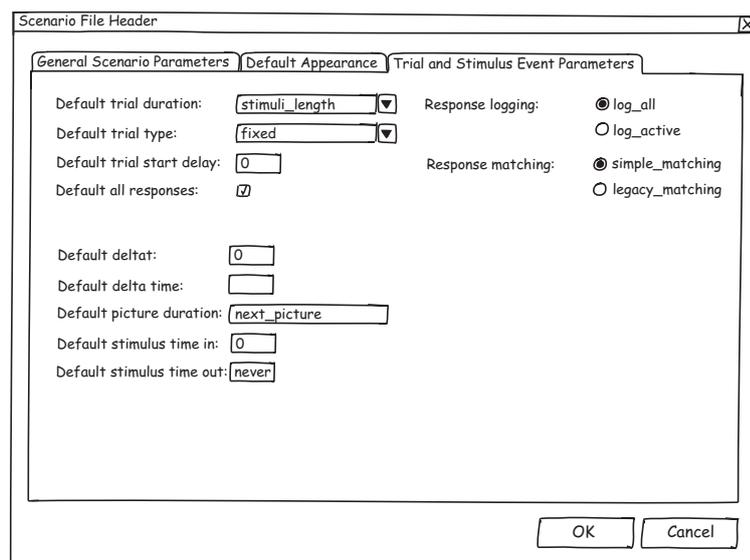 Scenario File Header
General Scenario Parameters Default Appearance Trial and Stimulus Event Parameters
Default trial duration: stimuli_length Response logging: log_all
Default trial type: fixed log_active
Default trial start delay: 0 Response matching: simple_matching
Default all responses: legacy_matching
Default deltat: 0
Default delta time:
Default picture duration: next_picture
Default stimulus time in: 0
Default stimulus time out: never
OK Cancel